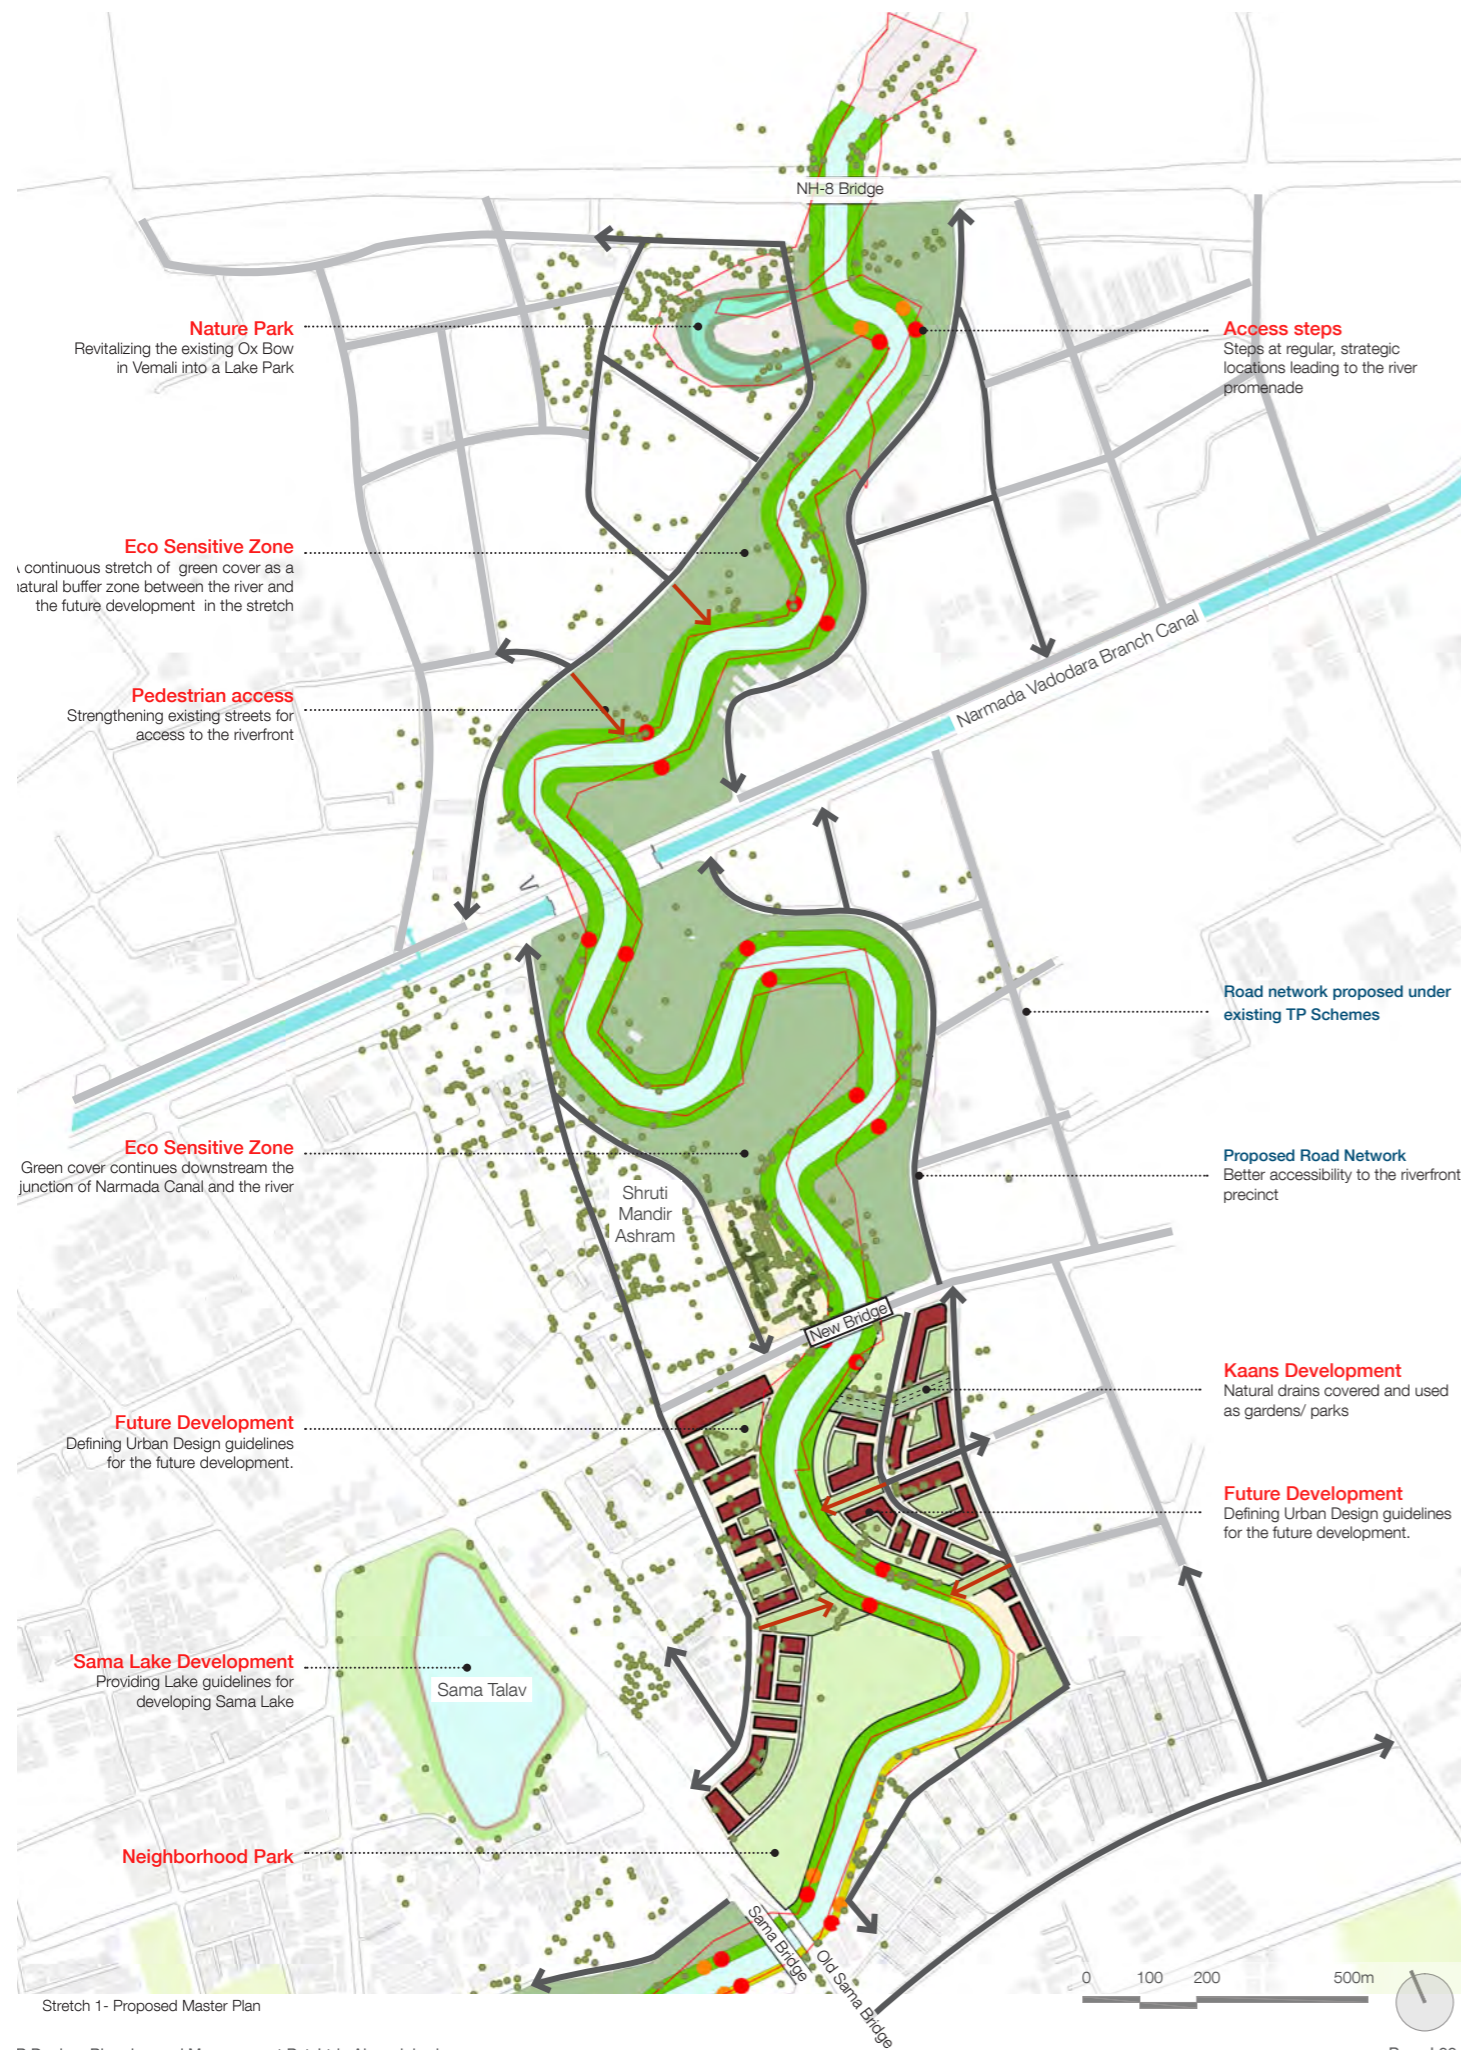 NH-8 Bridge
Nature Park
Revitalizing the existing Ox Bow
in Vemali into a Lake Park
Access steps
Steps at regular, strategic
locations leading to the river
promenade
Eco Sensitive Zone
continuous stretch of green cover as a
natural buffer zone between the river and
the future development in the stretch
Narmada Vadodara Branch Canal
Pedestrian access
Strengthening existing streets for
access to the riverfront
Road network proposed under
existing TP Schemes
Eco Sensitive Zone
Green cover continues downstream the
junction of Narmada Canal and the river
Proposed Road Network
Better accessibility to the riverfront
precinct
Shruti
Mandir
Ashram
New Bridge
Kaans Development
Natural drains covered and used
as gardens/ parks
Future Development
Defining Urban Design guidelines
for the future development.
Future Development
Defining Urban Design guidelines
for the future development.
Sama Lake Development
Providing Lake guidelines for
developing Sama Lake
Sama Talav
Neighborhood Park
Sama Bridge
Old Sama Bridge
0 100 200 500m
Stretch 1- Proposed Master Plan